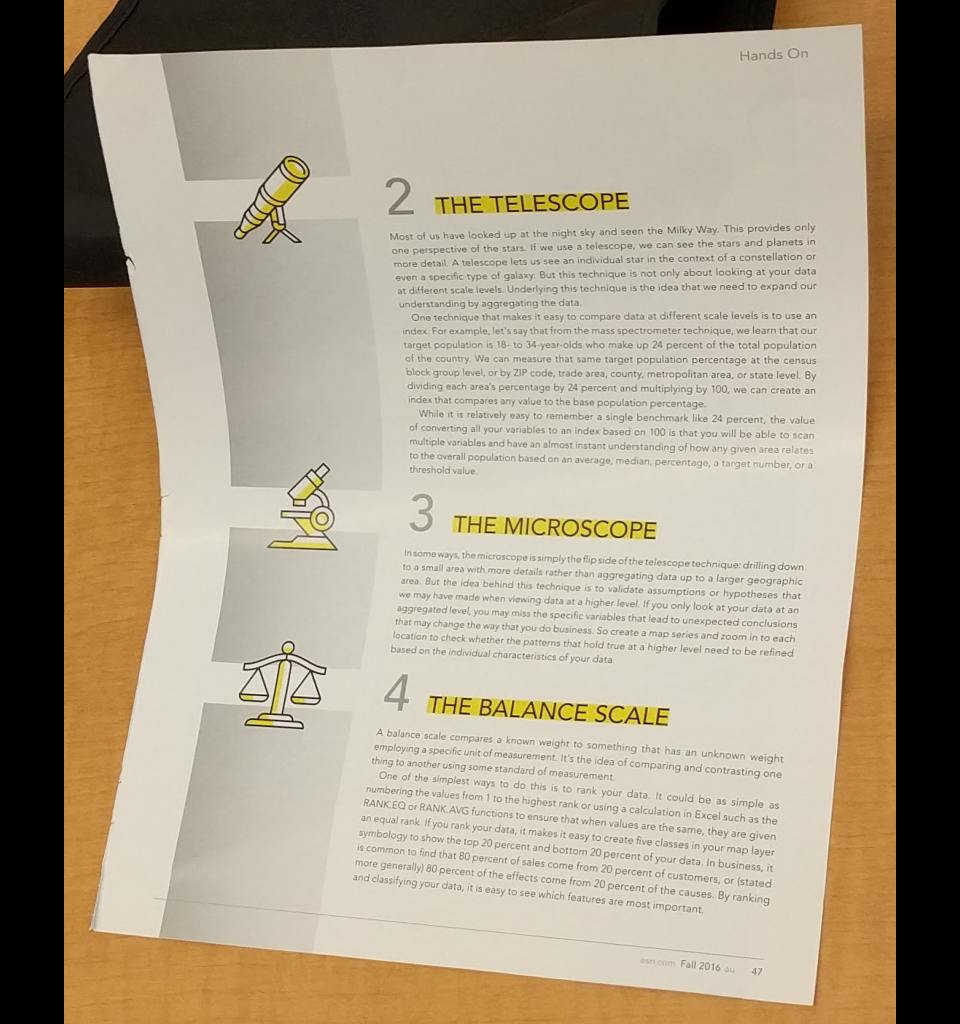 Hands On
2 THE TELESCOPE
Most of us have looked up at the night sky and seen the Milky Way. This provides only
one perspective of the stars. If we use a telescope, we can see the stars and planets in
more detail. A telescope lets us see an individual star in the context of a constellation or
even a specific type of galaxy. But this technique is not only about looking at your data
at different scale levels. Underlying this technique is the idea that we need to expand our
understanding by aggregating the data.
One technique that makes it easy to compare data at different scale levels is to use an
index. For example, let's say that from the mass spectrometer technique, we learn that our
target population is 18- to 34-year-olds who make up 24 percent of the total population
of the country. We can measure that same target population percentage at the census
block group level, or by ZIP code, trade area, county, metropolitan area, or state level. By
dividing each area's percentage by 24 percent and multiplying by 100, we can create an
index that compares any value to the base population percentage.
While it is relatively easy to remember a single benchmark like 24 percent, the value
of converting all your variables to an index based on 100 is that you will be able to scan
multiple variables and have an almost instant understanding of how any given area relates
to the overall population based on an average, median, percentage, a target number, or a
threshold value.
3 THE MICROSCOPE
In some ways, the microscope is simply the flip side of the telescope technique: drilling down
to a small area with more details rather than aggregating data up to a larger geographic
area. But the idea behind this technique is to validate assumptions or hypotheses that
we may have made when viewing data at a higher level. If you only look at your data at an
aggregated level, you may miss the specific variables that lead to unexpected conclusions
that may change the way that you do business. So create a map series and zoom in to each
location to check whether the patterns that hold true at a higher level need to be refined
based on the individual characteristics of your data.
4 THE BALANCE SCALE
A balance scale compares a known weight to something that has an unknown weight
employing a specific unit of measurement. It's the idea of comparing and contrasting one
thing to another using some standard of measurement.
One of the simplest ways to do this is to rank your data. It could be as simple as
numbering the values from 1 to the highest rank or using a calculation in Excel such as the
RANK.EQ or RANK.AVG functions to ensure that when values are the same, they are given
an equal rank. If you rank your data, it makes it easy to create five classes in your map layer
symbology to show the top 20 percent and bottom 20 percent of your data. In business, it
is common to find that 80 percent of sales come from 20 percent of customers, or (stated
more generally) 80 percent of the effects come from 20 percent of the causes. By ranking
and classifying your data, it is easy to see which features are most important.
esri.com Fall 2016 au 47